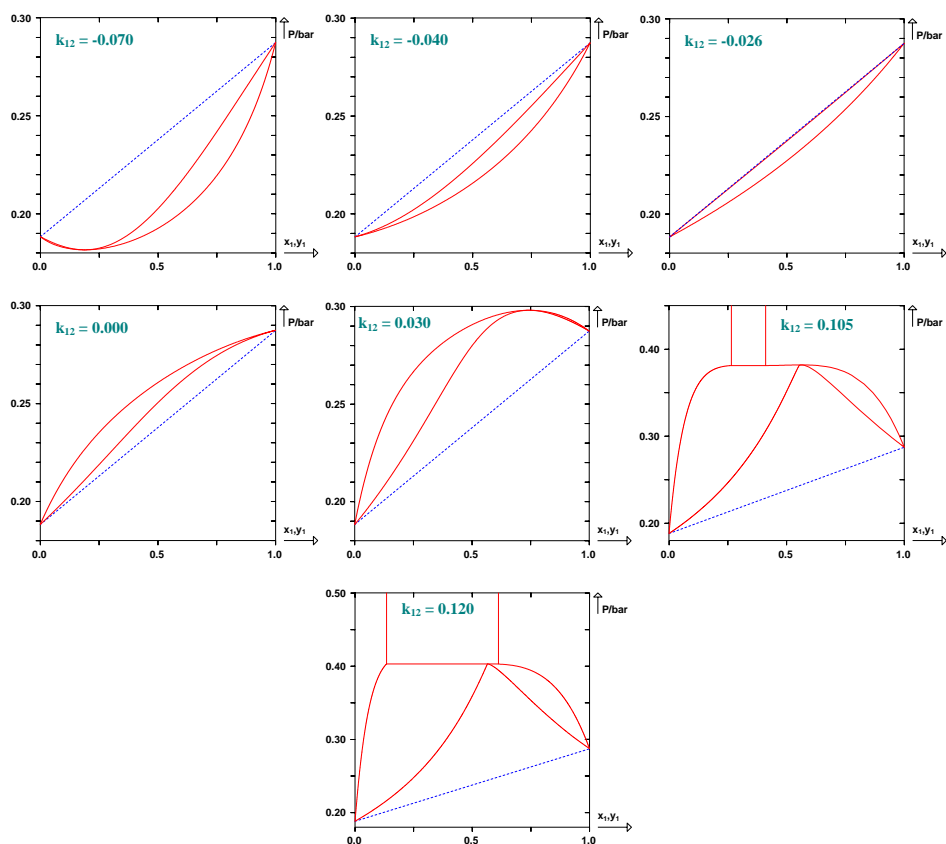 0.30
P/bar
k12 = -0.070
0.25
0.20
x1,y1
0.0
0.5
1.0
0.30
P/bar
k12 = -0.040
0.25
0.20
x1,y1
0.0
0.5
1.0
0.30
P/bar
k12 = -0.026
0.25
0.20
x1,y1
0.0
0.5
1.0
0.30
P/bar
k12 = 0.000
0.25
0.20
x1,y1
0.0
0.5
1.0
0.30
P/bar
k12 = 0.030
0.25
0.20
x1,y1
0.0
0.5
1.0
P/bar
k12 = 0.105
0.40
0.30
0.20
x1,y1
0.0
0.5
1.0
0.50
P/bar
k12 = 0.120
0.40
0.30
0.20
x1,y1
0.0
0.5
1.0